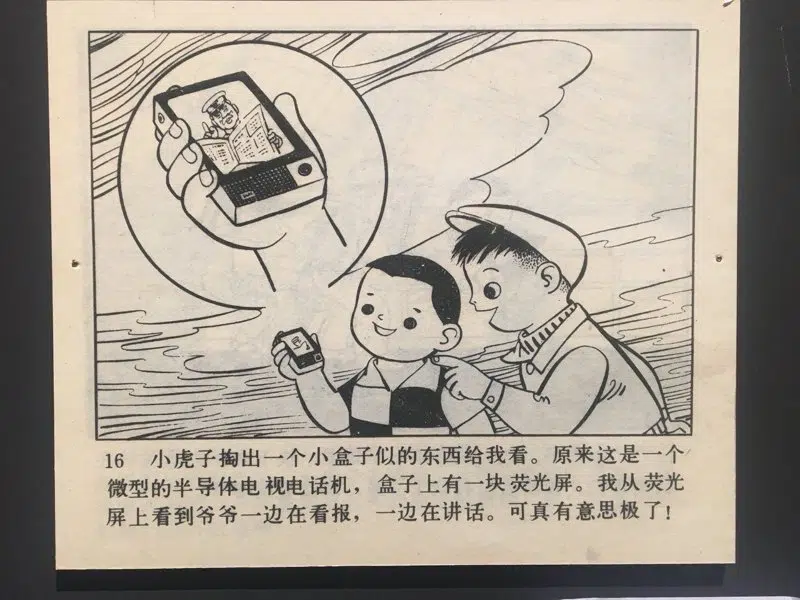 16 小虎子掏出一个小盒子似的东西给我看。原来这是一个
微型的半导体电视电话机，盒子上有一块荧光屏。我从荧光
屏上看到爷爷一边在看报，一边在讲话。可真有意思极了！